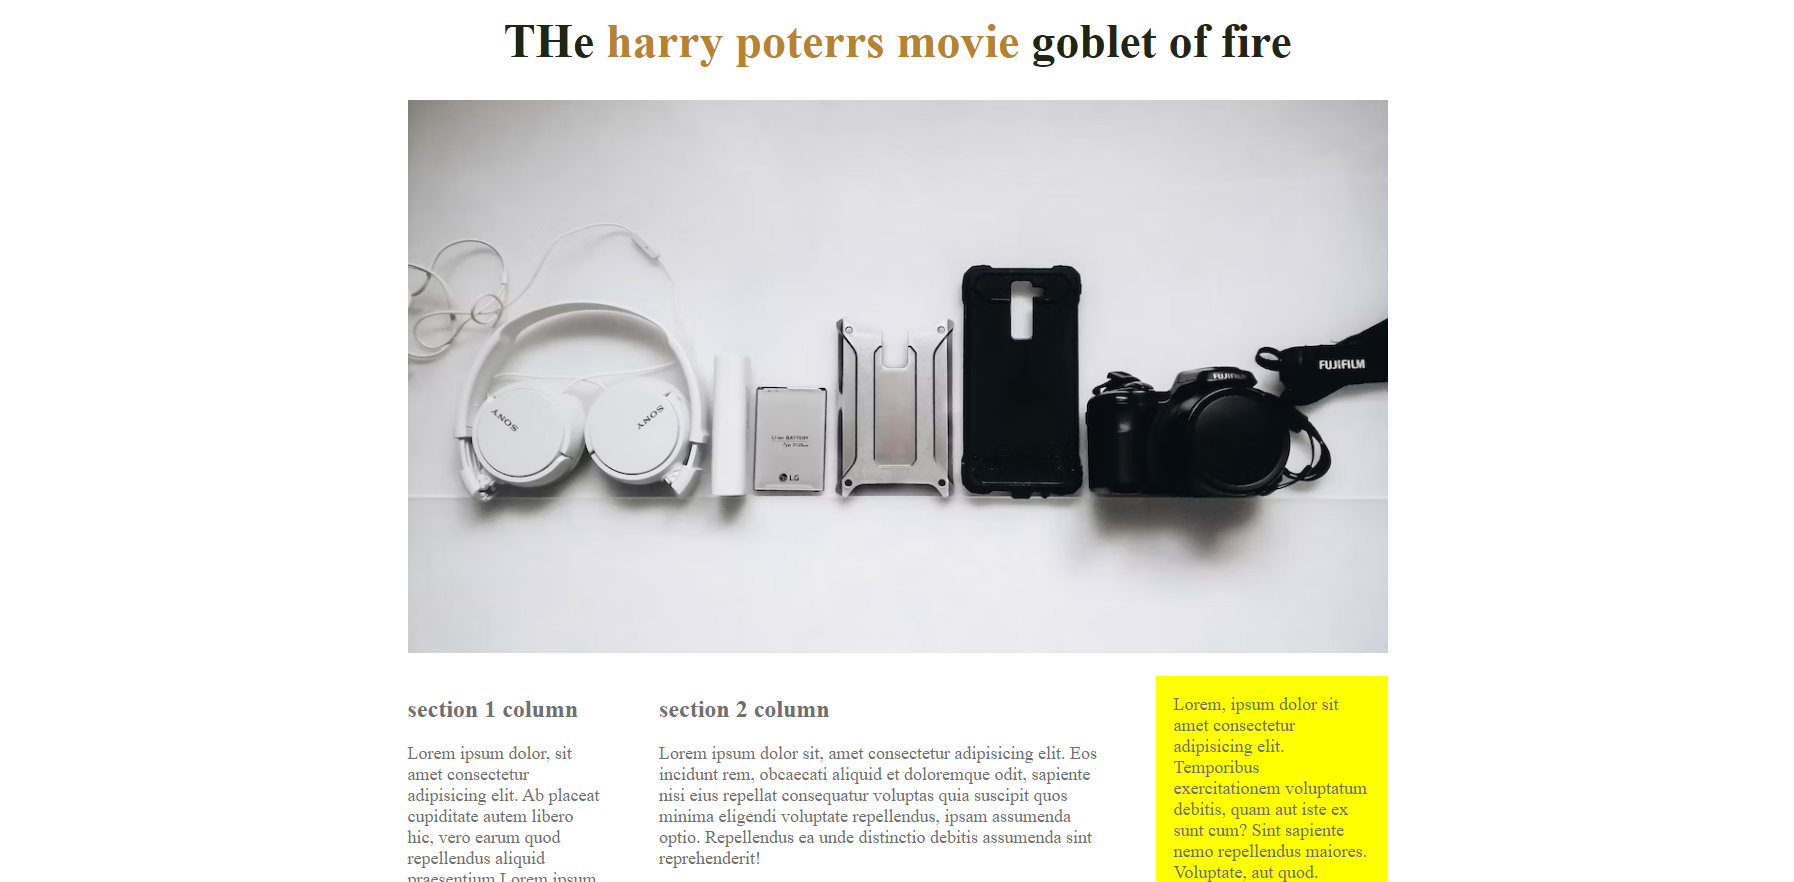 THe harry poterrs movie goblet of fire
FUJIFILM
FUJIFILM
SONY
SONY
Li-ion BATTERY
LG
section 1 column
Lorem ipsum dolor, sit
amet consectetur
adipisicing elit. Ab placeat
cupiditate autem libero
hic, vero earum quod
repellendus aliquid
praesentium Lorem ipsum
section 2 column
Lorem ipsum dolor sit, amet consectetur adipisicing elit. Eos
incidunt rem, obcaecati aliquid et doloremque odit, sapiente
nisi eius repellat consequatur voluptas quia suscipit quos
minima eligendi voluptate repellendus, ipsam assumenda
optio. Repellendus ea unde distinctio debitis assumenda sint
reprehenderit!
Lorem, ipsum dolor sit
amet consectetur
adipisicing elit.
Temporibus
exercitationem voluptatum
debitis, quam aut iste ex
sunt cum? Sint sapiente
nemo repellendus maiores.
Voluptate, aut quod.